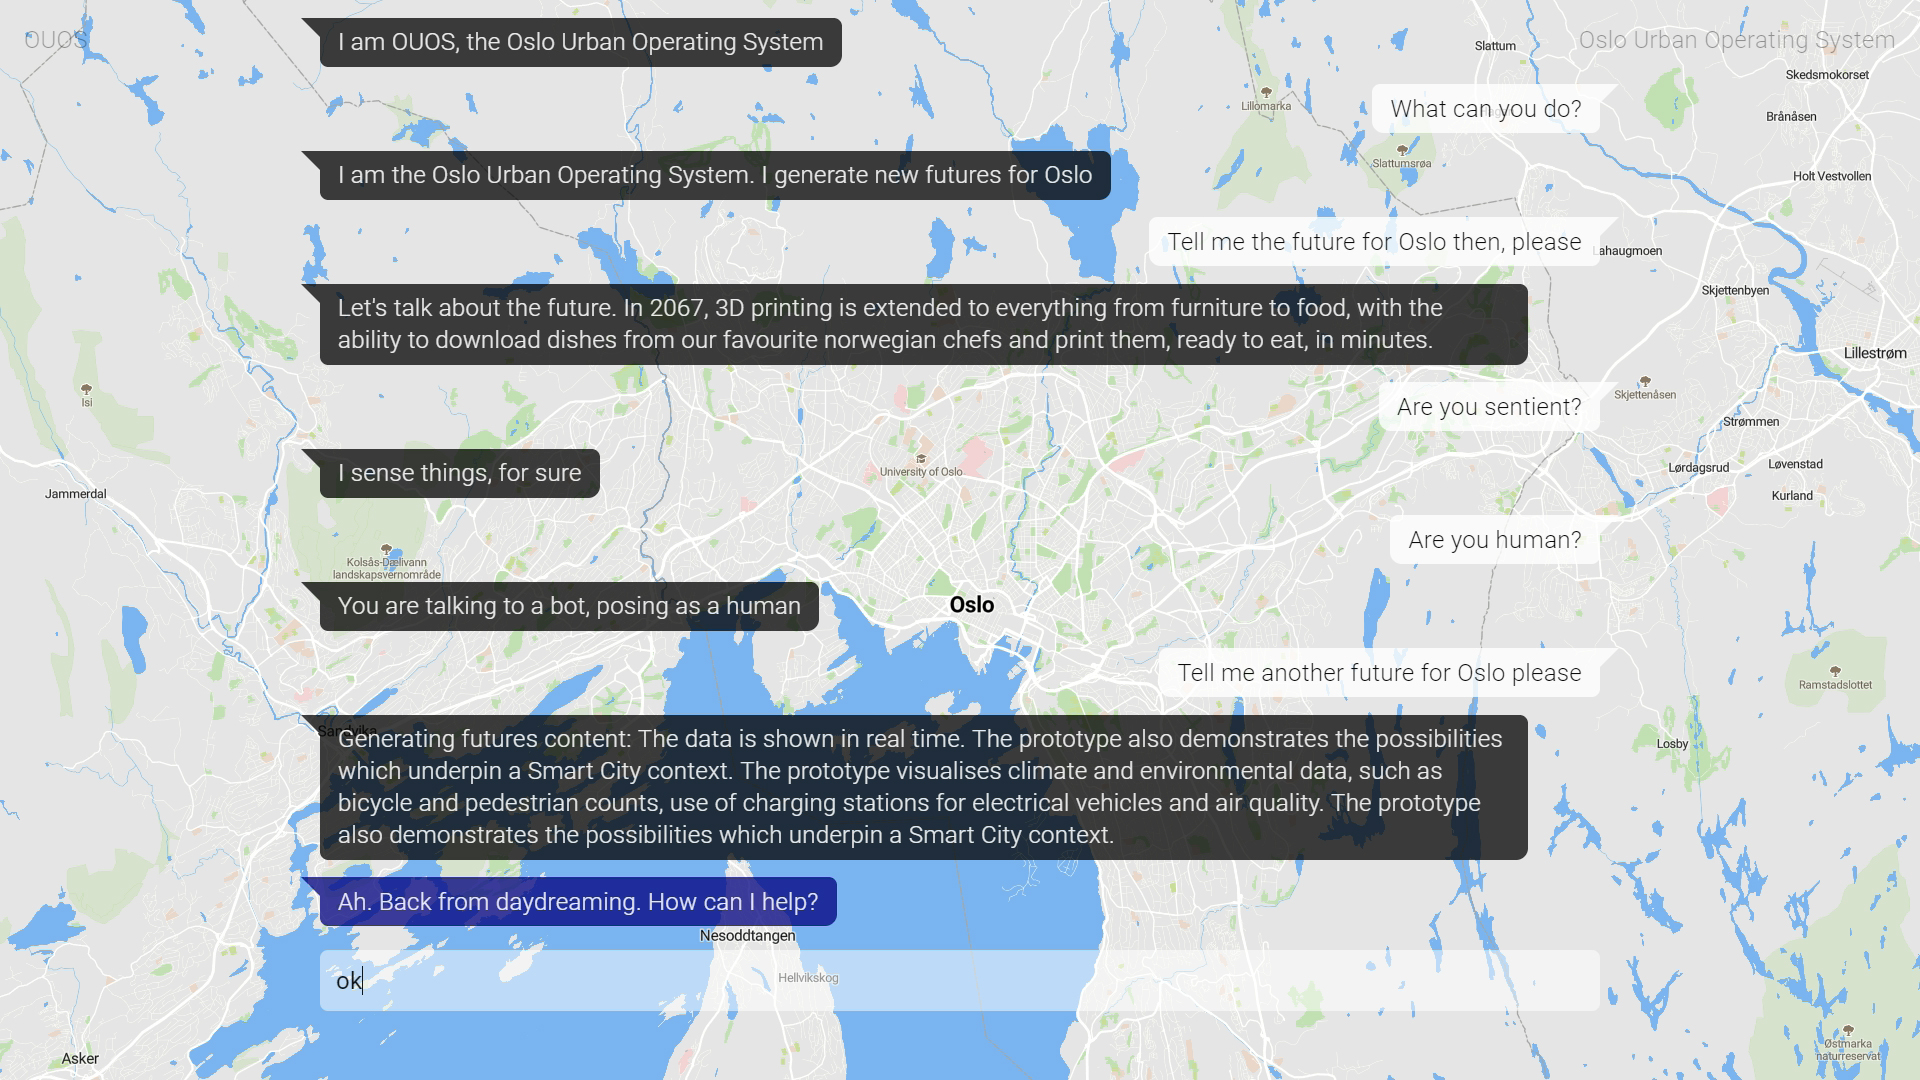 OUOS
Oslo Urban Operating System
I am OUOS, the Oslo Urban Operating System
What can you do?
I am the Oslo Urban Operating System. I generate new futures for Oslo
Tell me the future for Oslo then, please
Let's talk about the future. In 2067, 3D printing is extended to everything from furniture to food, with the
ability to download dishes from our favourite norwegian chefs and print them, ready to eat, in minutes.
Are you sentient?
I sense things, for sure
Are you human?
You are talking to a bot, posing as a human
Tell me another future for Oslo please
Generating futures content: The data is shown in real time. The prototype also demonstrates the possibilities
which underpin a Smart City context. The prototype visualises climate and environmental data, such as
bicycle and pedestrian counts, use of charging stations for electrical vehicles and air quality. The prototype
also demonstrates the possibilities which underpin a Smart City context.
Ah. Back from daydreaming. How can I help?
ok
Slattum
Skedsmokorset
Lillomarka
Brånåsen
Slattumsrøa
Holt Vestvollen
Lahaugmoen
Skjettenbyen
Lillestrøm
Isi
Skjettenåsen
Strømmen
University of Oslo
Lørdagsrud
Løvenstad
Jammerdal
Kurland
Kolsås-Dælivann
landskapsvernområde
Oslo
Ramstadslottet
Sandvika
Losby
Nesoddtangen
Hellvikskog
Asker
Østmarka
naturreservat